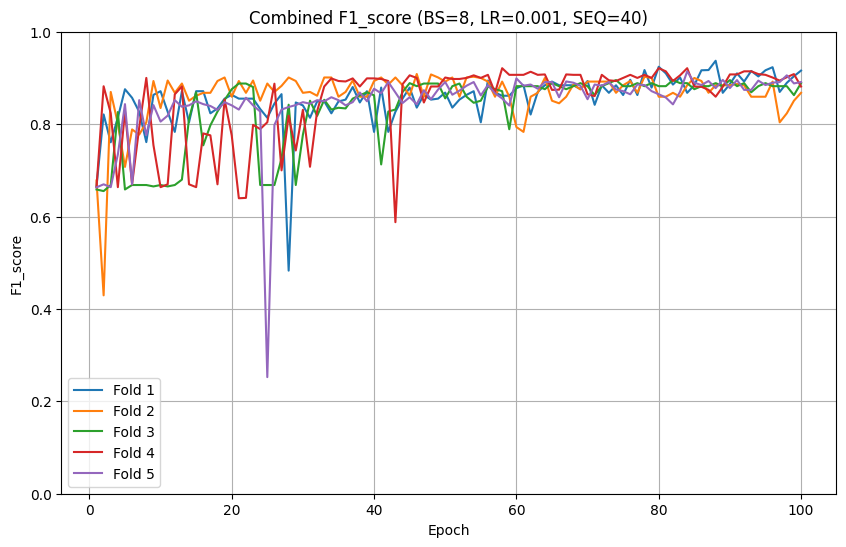 Combined F1_score (BS=8, LR=0.001, SEQ=40)
F1_score
1.0
0.8
0.6
0.4
0.2
0.0
Fold 1
Fold 2
Fold 3
Fold 4
Fold 5
0 20 40 60 80 100
Epoch